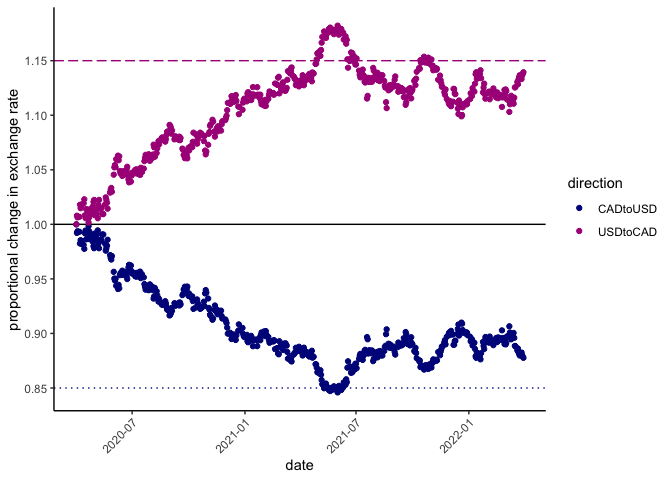 proportional change in exchange rate
1.15
1.10
1.05
1.00
0.95
0.90
0.85
2020-07
2021-01
2021-07
2022-01
date
direction
CADtoUSD
USDtoCAD